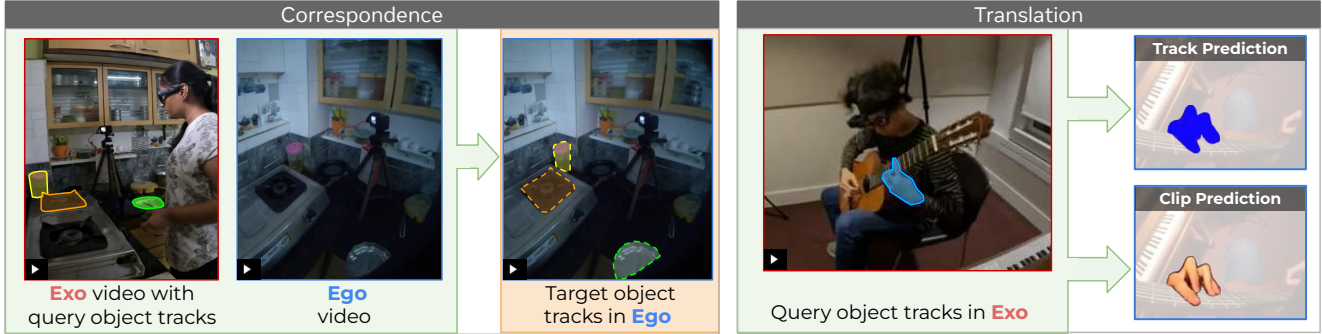 Correspondence
Exo video with
query object tracks
Ego
video
Target object
tracks in Ego
Translation
Query object tracks in Exo
Track Prediction
Clip Prediction